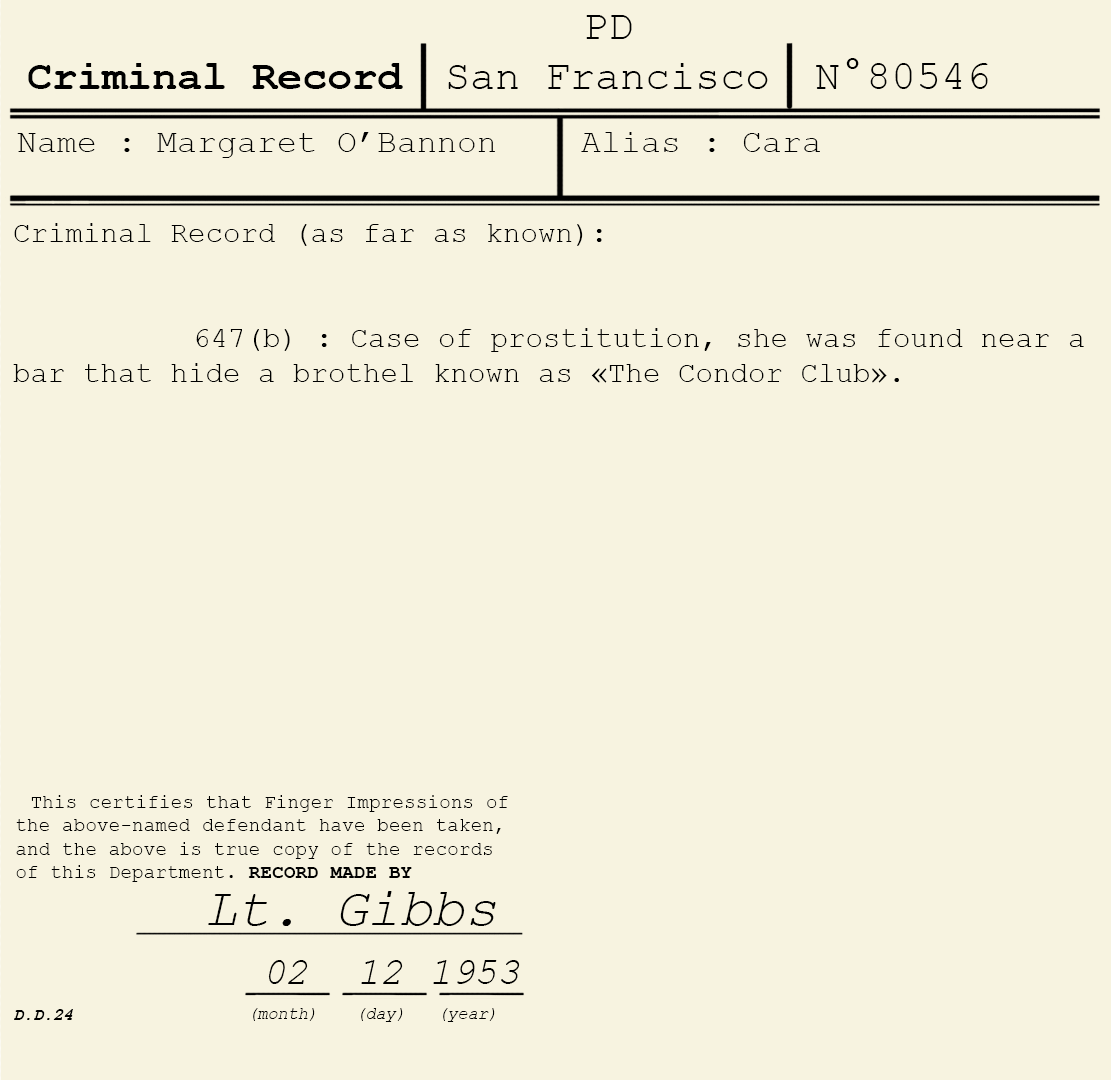 PD
Criminal Record San Francisco N°80546
Name : Margaret O'Bannon Alias : Cara
Criminal Record (as far as known):
647(b) : Case of prostitution, she was found near a
bar that hide a brothel known as «The Condor Club».
This certifies that Finger Impressions of
the above-named defendant have been taken,
and the above is true copy of the records
of this Department. RECORD MADE BY
Lt. Gibbs
02 12 1953
D.D.24 (month) (day) (year)